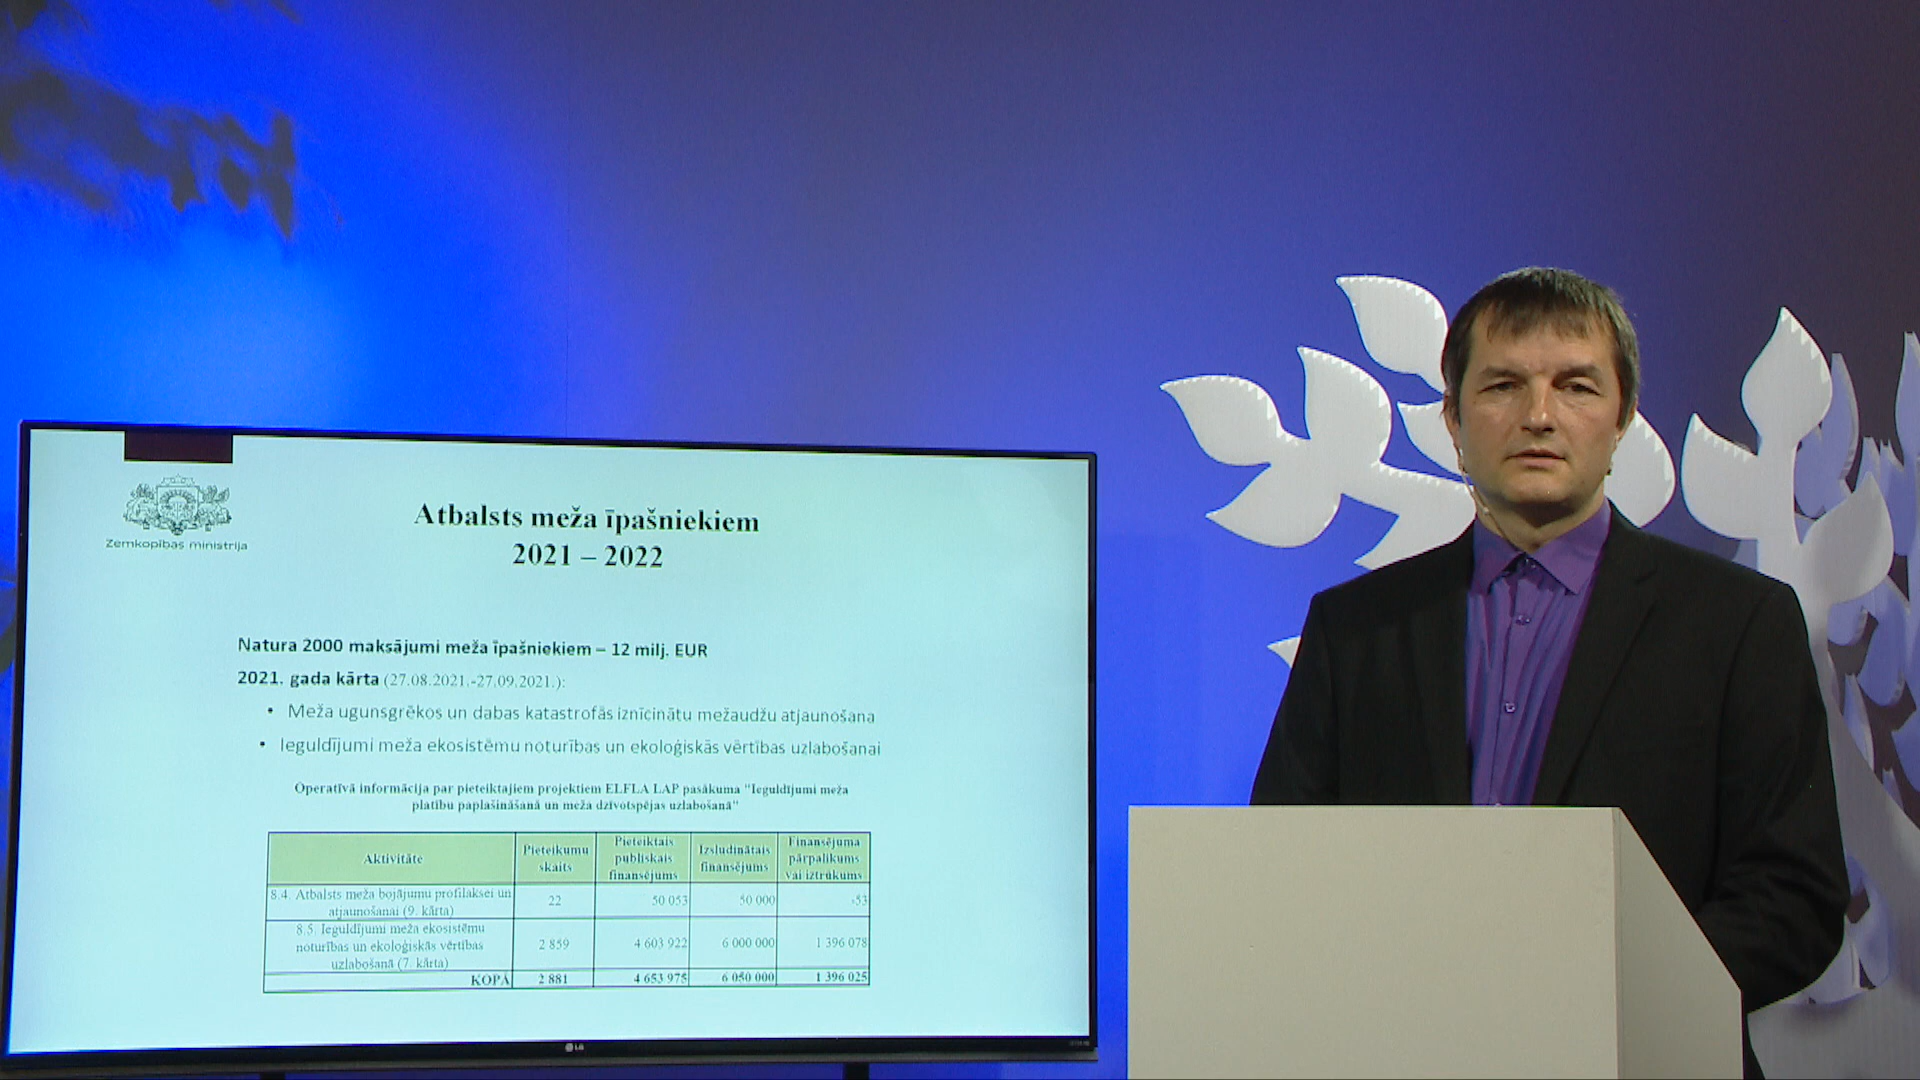 Zemkopības ministrija
Atbalsts meža īpašniekiem
2021 – 2022
Natura 2000 maksājumi meža īpašniekiem – 12 milj. EUR
2021. gada kārta (27.08.2021.-27.09.2021.):
• Meža ugunsgrēkos un dabas katastrofās iznīcinātu mežaudžu atjaunošana
• Ieguldījumi meža ekosistēmu noturības un ekoloģiskās vērtības uzlabošanai
Operatīvā informācija par pieteiktajiem projektiem ELFLA LAP pasākuma "Ieguldījumi meža
platību paplašināšanā un meža dzīvotspējas uzlabošanā"
Aktivitāte
Pieteikumu
skaits
Pieteiktais
publiskais
finansējums
Izsludinātais
finansējums
Finansējuma
pārpalikums
vai iztrūkums
8.4. Atbalsts meža bojājumu profilaksei un
atjaunošanai (9. kārta)
22
50 053
50 000
-53
8.5. Ieguldījumi meža ekosistēmu
noturības un ekoloģiskās vērtības
uzlabošanā (7. kārta)
2 859
4 603 922
6 000 000
1 396 078
KOPĀ
2 881
4 653 975
6 050 000
1 396 025
LG